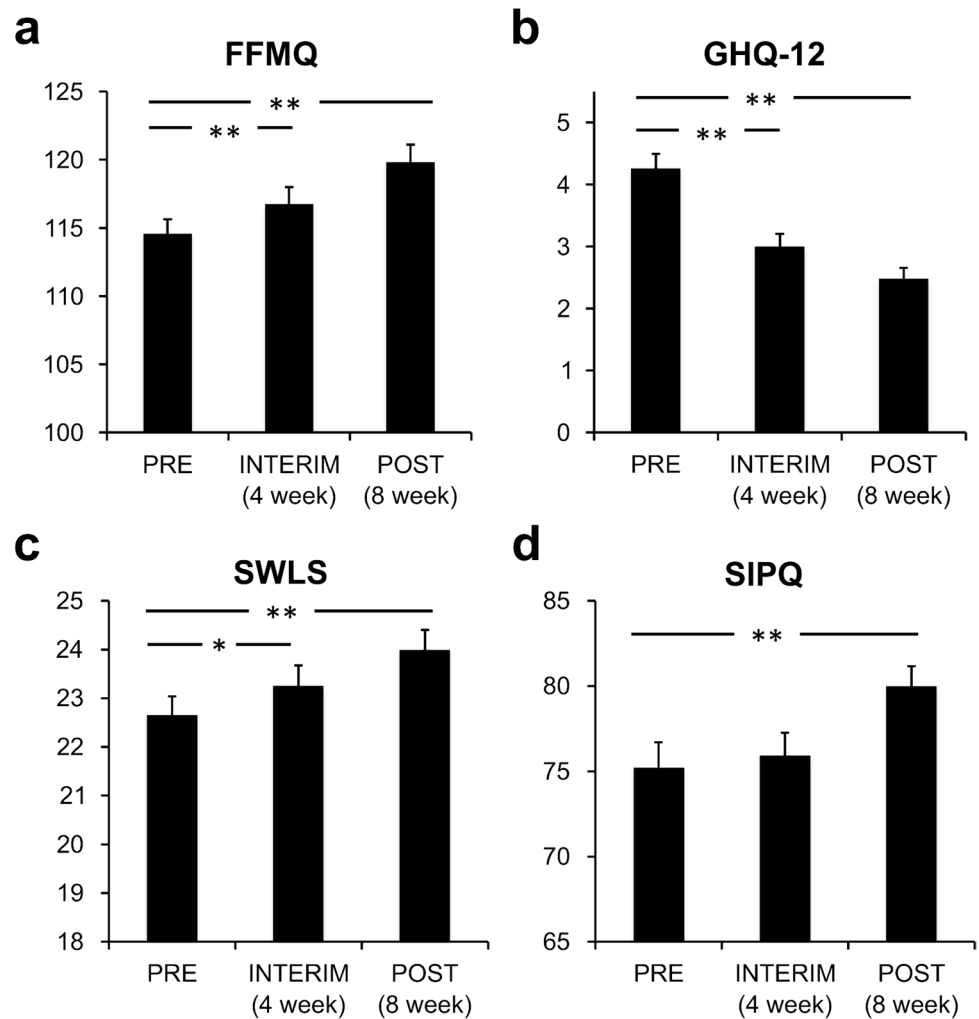 a
FFMQ
125
120
115
110
105
100
**
**
PRE
INTERIM
(4 week)
POST
(8 week)
b
GHQ-12
5
4
3
2
1
0
**
**
PRE
INTERIM
(4 week)
POST
(8 week)
c
SWLS
25
24
23
22
21
20
19
18
**
*
PRE
INTERIM
(4 week)
POST
(8 week)
d
SIPQ
85
80
75
70
65
**
PRE
INTERIM
(4 week)
POST
(8 week)